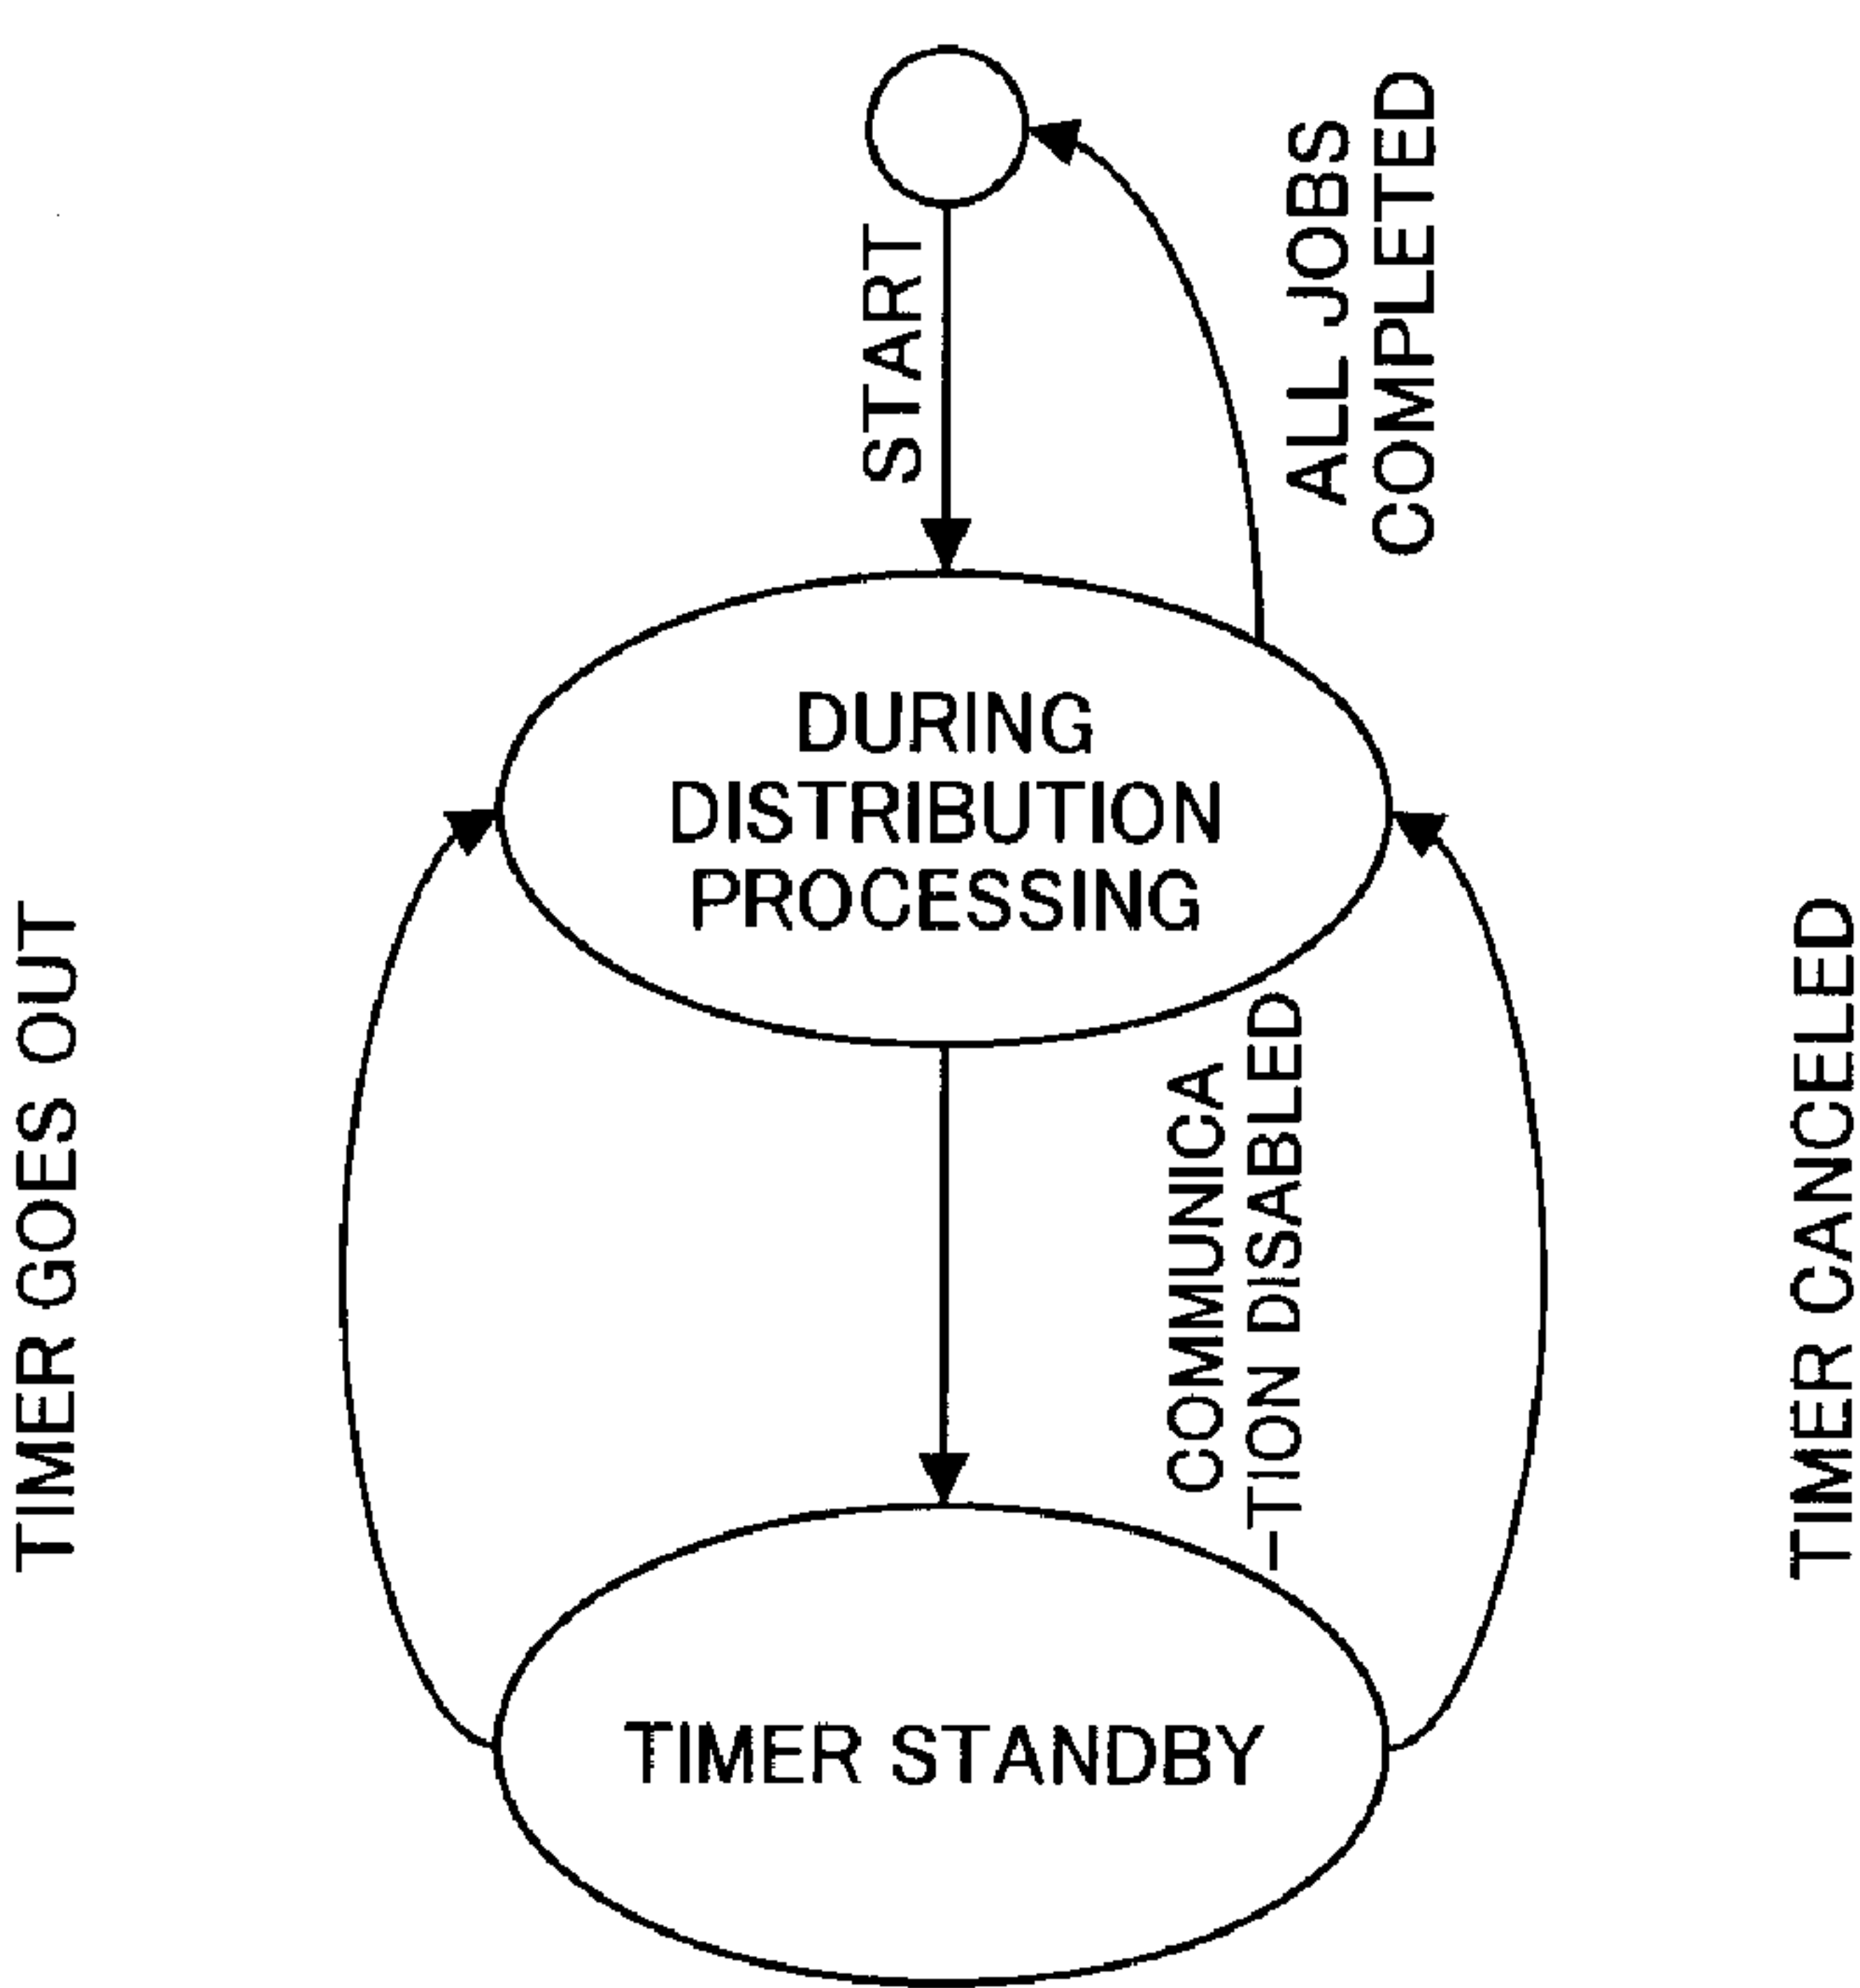 START
ALL JOBS
COMPLETED
DURING
DISTRIBUTION
PROCESSING
TIMER GOES OUT
COMMUNICA
-TION DISABLED
TIMER CANCELED
TIMER STANDBY